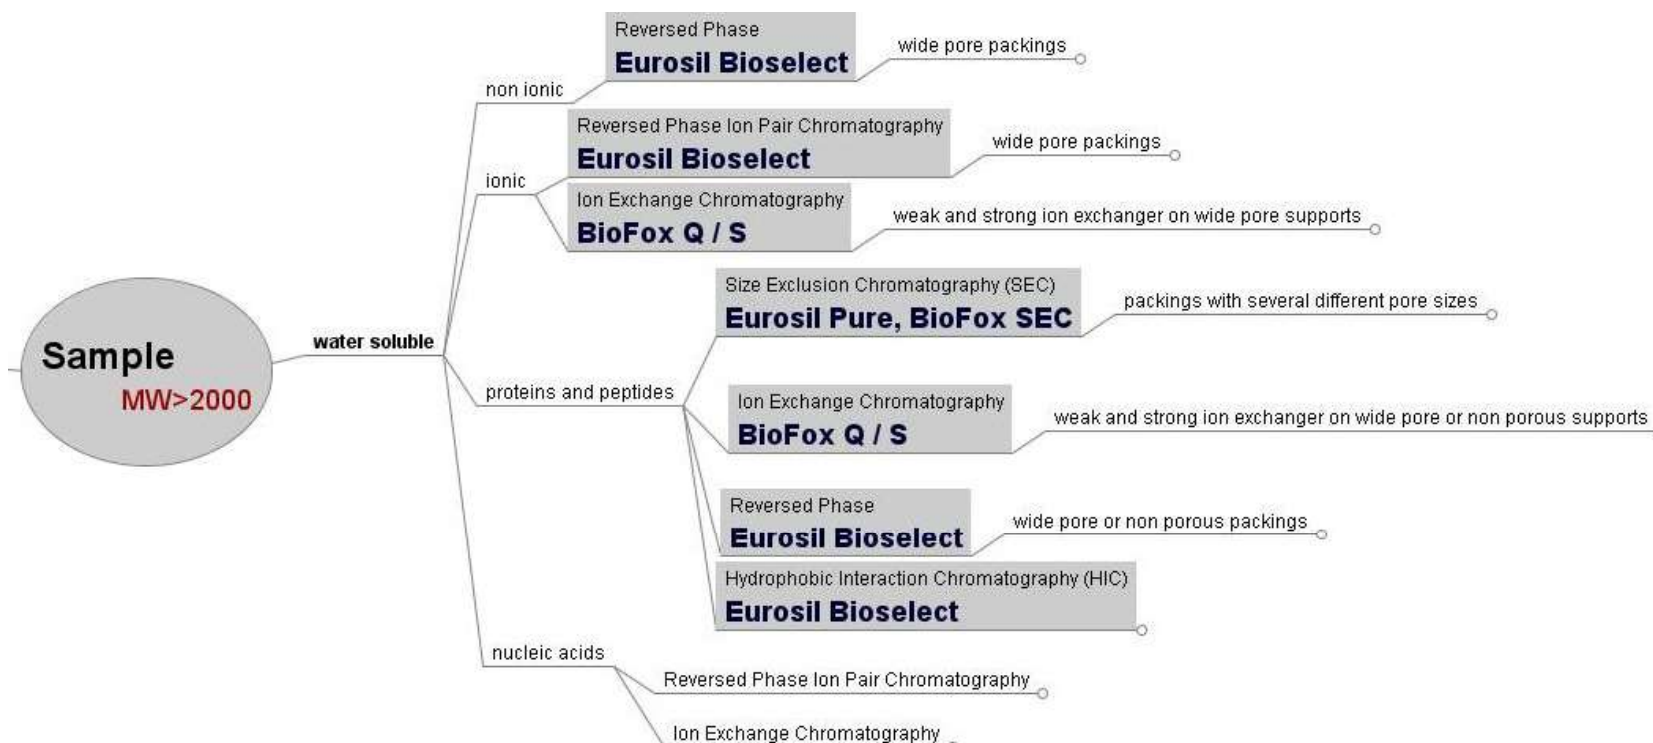 Sample
MW>2000
water soluble
non ionic
Reversed Phase
Eurosil Bioselect
wide pore packings
ionic
Reversed Phase Ion Pair Chromatography
Eurosil Bioselect
wide pore packings
Ion Exchange Chromatography
BioFox Q / S
weak and strong ion exchanger on wide pore supports
proteins and peptides
Size Exclusion Chromatography (SEC)
Eurosil Pure, BioFox SEC
packings with several different pore sizes
Ion Exchange Chromatography
BioFox Q / S
weak and strong ion exchanger on wide pore or non porous supports
Reversed Phase
Eurosil Bioselect
wide pore or non porous packings
Hydrophobic Interaction Chromatography (HIC)
Eurosil Bioselect
nucleic acids
Reversed Phase Ion Pair Chromatography
Ion Exchange Chromatography